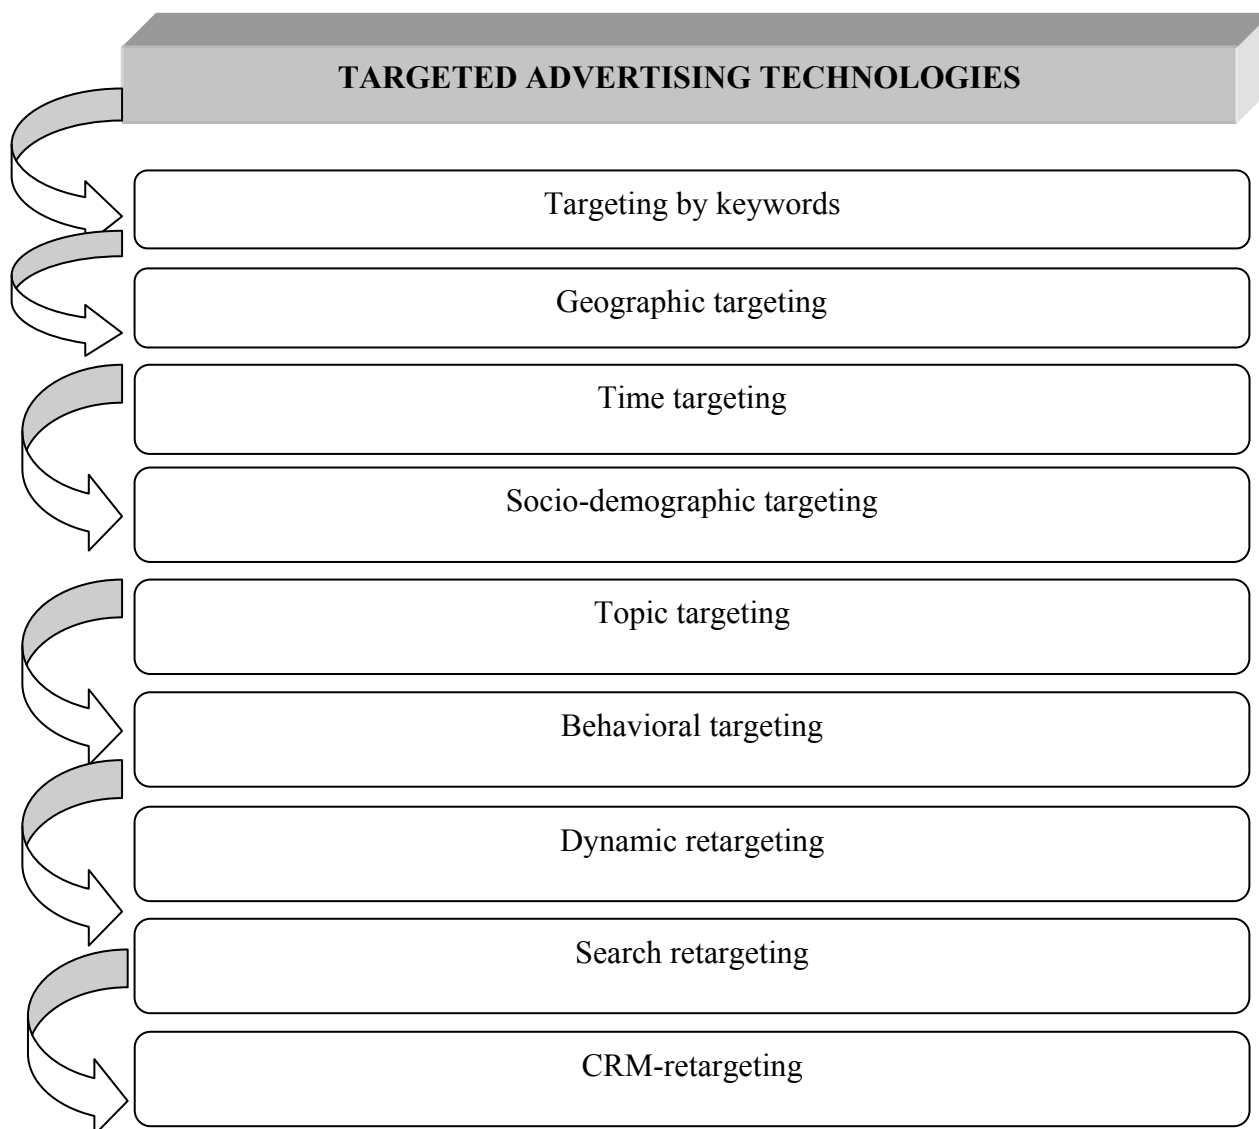 TARGETED ADVERTISING TECHNOLOGIES
Targeting by keywords
Geographic targeting
Time targeting
Socio-demographic targeting
Topic targeting
Behavioral targeting
Dynamic retargeting
Search retargeting
CRM-retargeting